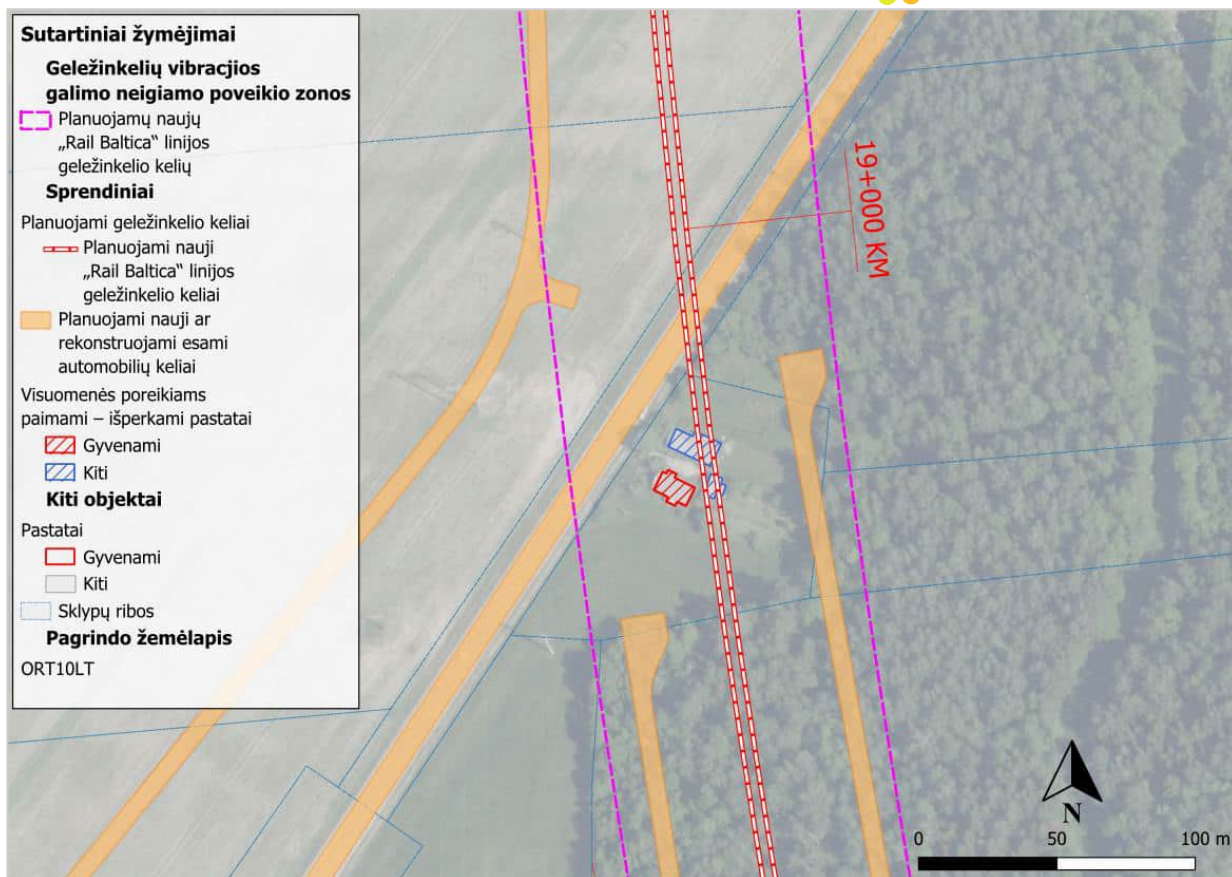 Sutartiniai žymėjimai
Geležinkelių vibracjios
galimo neigiamo poveikio zonos
Planuojamų naujų
„Rail Baltica“ linijos
geležinkelio kelių
Sprendiniai
Planuojami geležinkelio keliai
Planuojami nauji
„Rail Baltica“ linijos
geležinkelio keliai
Planuojami nauji ar
rekonstruojami esami
automobilių keliai
Visuomenės poreikiams
paimami – išperkami pastatai
Gyvenami
Kiti
Kiti objektai
Pastatai
Gyvenami
Kiti
Sklypų ribos
Pagrindo žemėlapis
ORT10LT
19+000 KM
N
0 50 100 m